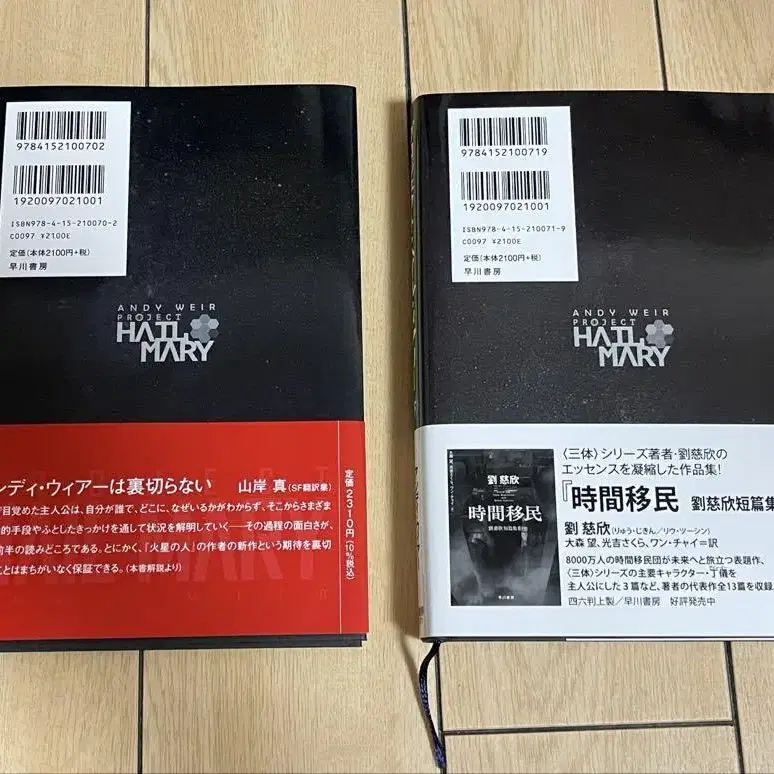 9784152100702
1920097021001
ISBN978-4-15-210070-2
C0097 ¥2100E
定価(本体2100円+税)
早川書房
ANDY WEIR
PROJECT
HAIL
MARY
ンディ・ウィアーは裏切らない 山岸 真(SF翻訳業)
で目覚めた主人公は、自分が誰で、どこに、なぜいるかがわからず、そこからさまざま
的手段やふとしたきっかけを通して状況を解明していく——その過程の面白さが、
前半の読みどころである。とにかく、『火星の人』の作者の新作という期待を裏切
ことはまちがいなく保証できる。(本書解説より)
定価2310円(10%税込)
9784152100719
1920097021001
ISBN978-4-15-210071-9
C0097 ¥2100E
定価(本体2100円+税)
早川書房
ANDY WEIR
PROJECT
HAIL
MARY
劉慈欣
時間移民
劉慈欣短篇集
早川書房
〈三体〉シリーズ著者・劉慈欣の
エッセンスを凝縮した作品集!
『時間移民 劉慈欣短篇集
劉 慈欣(りゅう・じきん/リウ・ツーシン)
大森 望、光吉さくら、ワン・チャイ=訳
8000万人の時間移民団が未来へと旅立つ表題作、
〈三体〉シリーズの主要キャラクター・丁儀を
主人公にした3篇など、著者の代表作全13篇を収録
四六判上製/早川書房 好評発売中